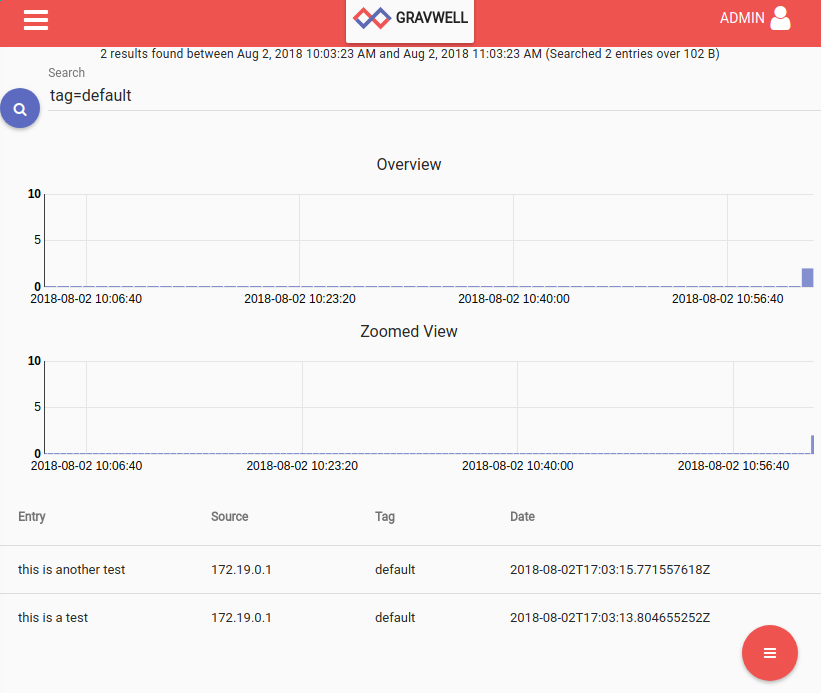 GRAVWELL
ADMIN
2 results found between Aug 2, 2018 10:03:23 AM and Aug 2, 2018 11:03:23 AM (Searched 2 entries over 102 B)
Search
tag=default
Overview
10
5
0
2018-08-02 10:06:40 2018-08-02 10:23:20 2018-08-02 10:40:00 2018-08-02 10:56:40
Zoomed View
10
5
0
2018-08-02 10:06:40 2018-08-02 10:23:20 2018-08-02 10:40:00 2018-08-02 10:56:40
Entry Source Tag Date
this is another test 172.19.0.1 default 2018-08-02T17:03:15.771557618Z
this is a test 172.19.0.1 default 2018-08-02T17:03:13.804655252Z